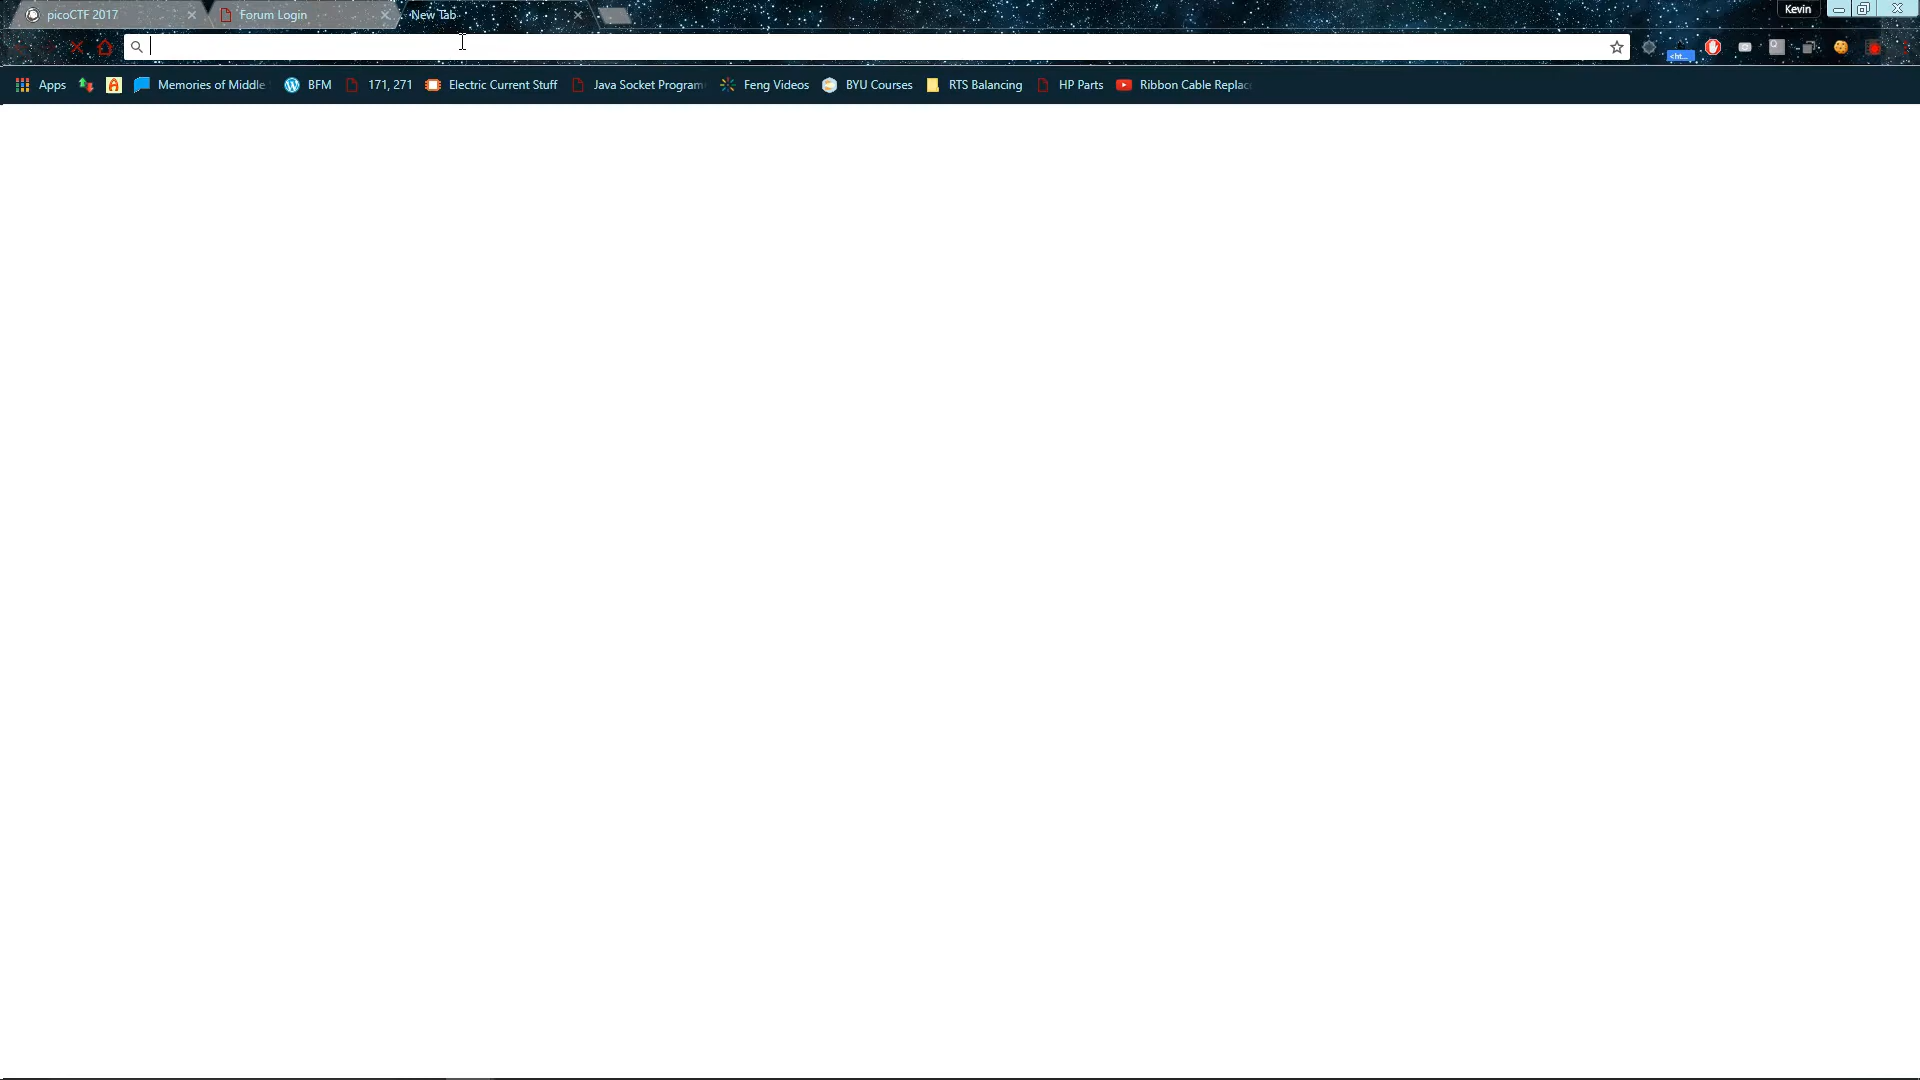 picoCTF 2017
Forum Login
New Tab
Kevin
Apps
Memories of Middle
BFM
171, 271
Electric Current Stuff
Java Socket Program
Feng Videos
BYU Courses
RTS Balancing
HP Parts
Ribbon Cable Replac